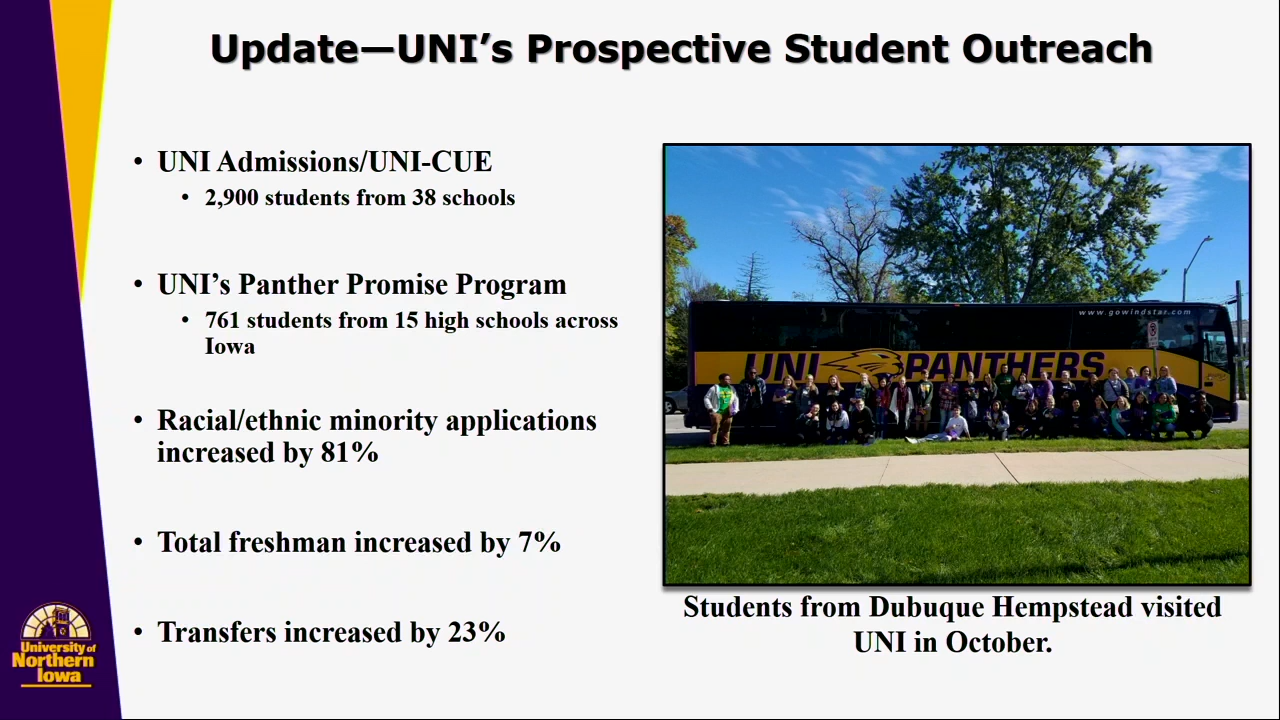 Update—UNI’s Prospective Student Outreach
• UNI Admissions/UNI-CUE
• 2,900 students from 38 schools
• UNI’s Panther Promise Program
• 761 students from 15 high schools across
Iowa
• Racial/ethnic minority applications
increased by 81%
• Total freshman increased by 7%
• Transfers increased by 23%
www.gowindstar.com
UNI PANTHERS
Students from Dubuque Hempstead visited
UNI in October.
University of
Northern
Iowa